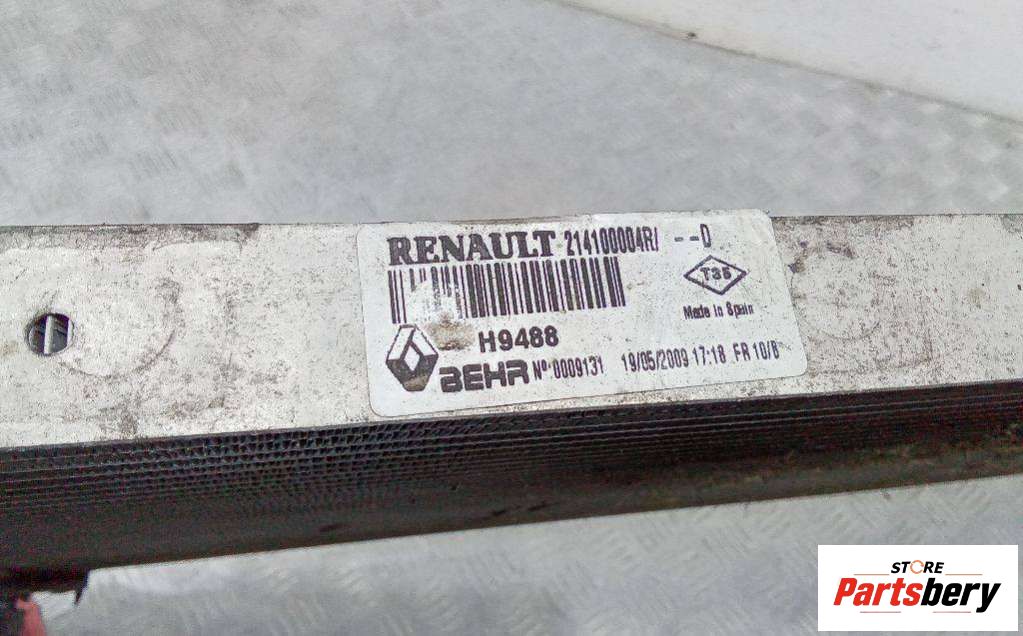 RENAULT 214100004R/ --D
T35
Made in Spain
H9488
BEHR Nº 0009131 19/05/2009 17:18 FR 10/8
STORE
Partsbery